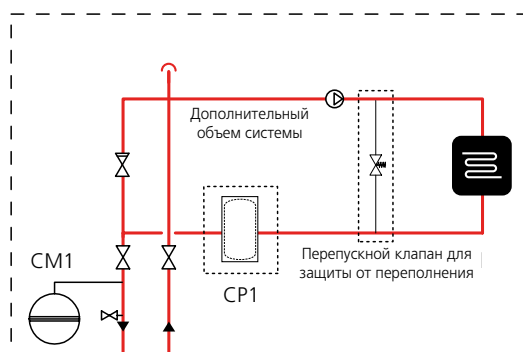 Дополнительный
объем системы
Перепускной клапан для
защиты от переполнения
CM1
CP1